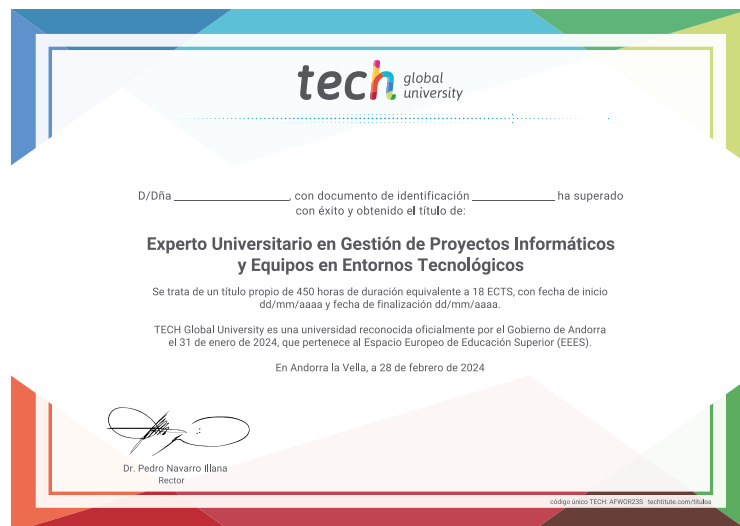 tech global university
D/Dña ____________________, con documento de identificación ______________ ha superado
con éxito y obtenido el título de:
Experto Universitario en Gestión de Proyectos Informáticos
y Equipos en Entornos Tecnológicos
Se trata de un título propio de 450 horas de duración equivalente a 18 ECTS, con fecha de inicio
dd/mm/aaaa y fecha de finalización dd/mm/aaaa.
TECH Global University es una universidad reconocida oficialmente por el Gobierno de Andorra
el 31 de enero de 2024, que pertenece al Espacio Europeo de Educación Superior (EEES).
En Andorra la Vella, a 28 de febrero de 2024
Dr. Pedro Navarro Illana
Rector
código único TECH: AFWOR23S techtitute.com/titulos